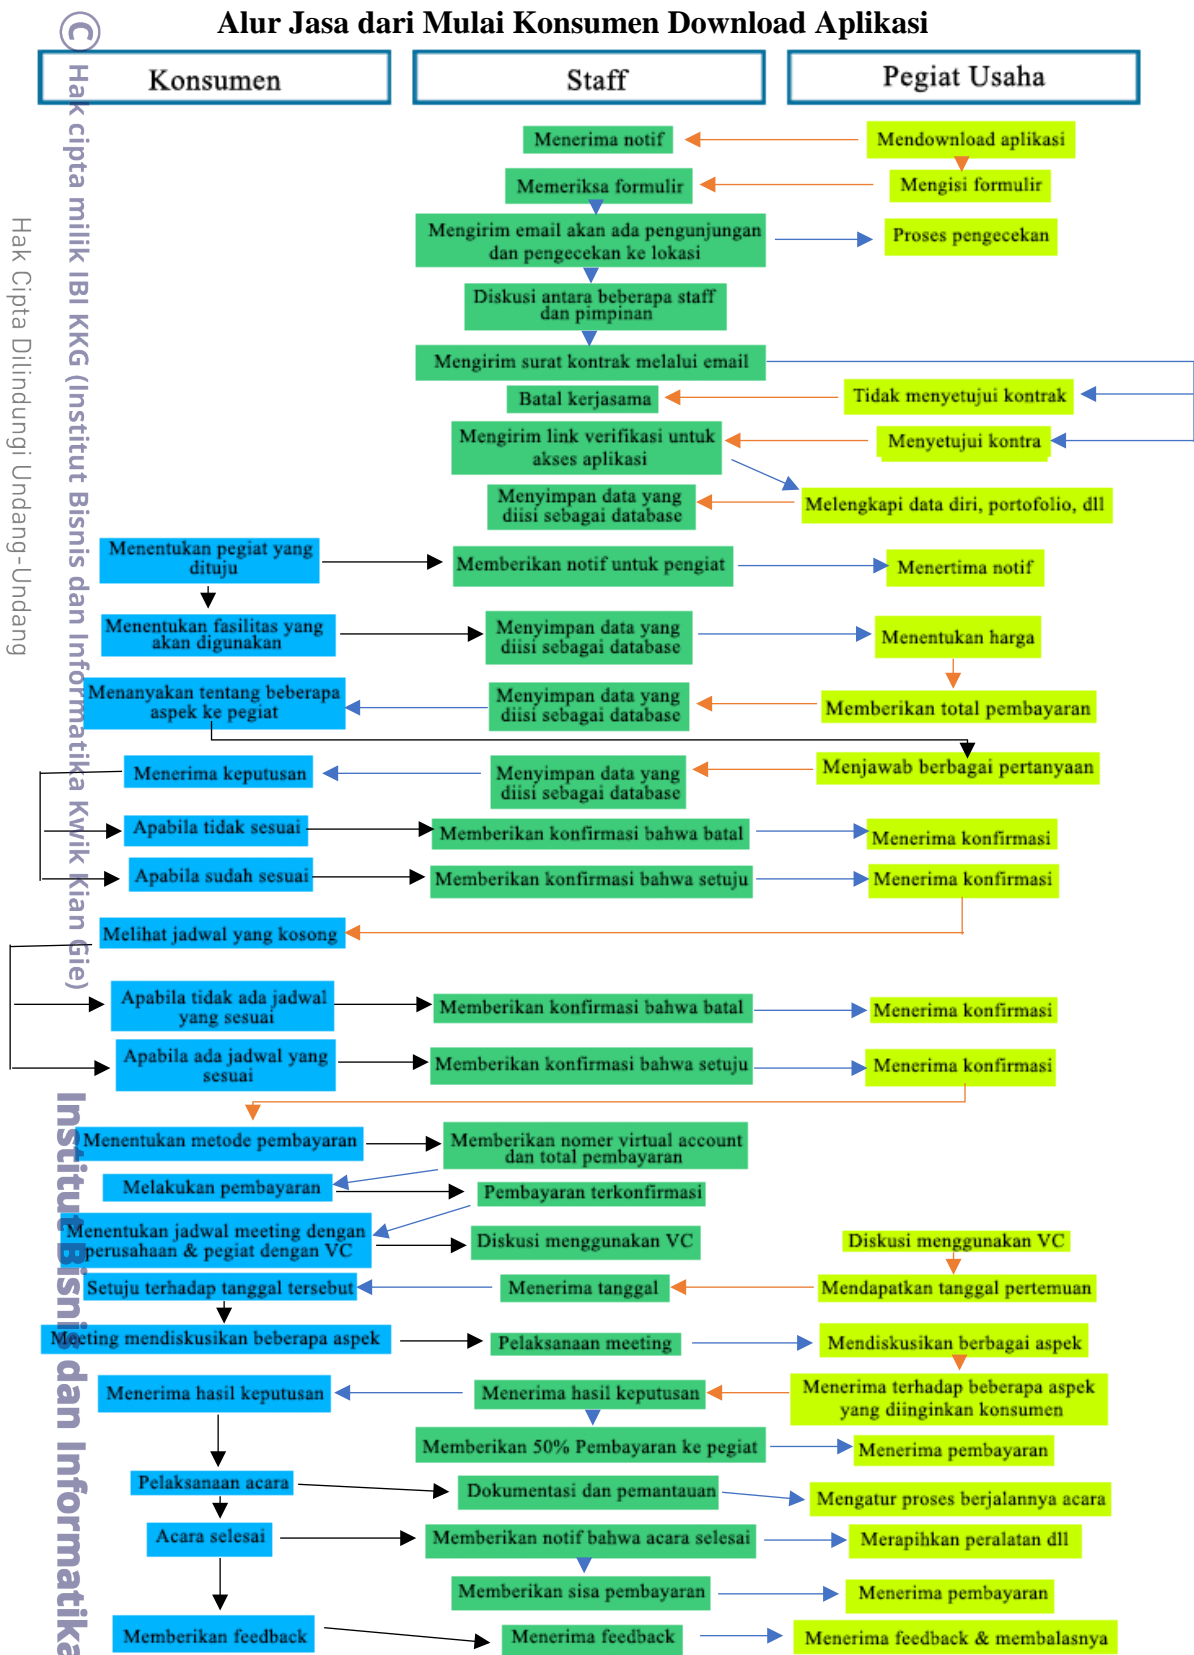 Alur Jasa dari Mulai Konsumen Download Aplikasi
Konsumen
Staff
Pegiat Usaha
Menerima notif
Mendownload aplikasi
Memeriksa formulir
Mengisi formulir
Mengirim email akan ada pengunjungan
dan pengecekan ke lokasi
Proses pengecekan
Diskusi antara beberapa staff
dan pimpinan
Mengirim surat kontrak melalui email
Batal kerjasama
Tidak menyetujui kontrak
Mengirim link verifikasi untuk
akses aplikasi
Menyetujui kontra
Menyimpan data yang
diisi sebagai database
Melengkapi data diri, portofolio, dll
Menentukan pegiat yang
dituju
Memberikan notif untuk pengiat
Menertima notif
Menentukan fasilitas yang
akan digunakan
Menyimpan data yang
diisi sebagai database
Menentukan harga
Menanyakan tentang beberapa
aspek ke pegiat
Menyimpan data yang
diisi sebagai database
Memberikan total pembayaran
Menerima keputusan
Menyimpan data yang
diisi sebagai database
Menjawab berbagai pertanyaan
Apabila tidak sesuai
Memberikan konfirmasi bahwa batal
Menerima konfirmasi
Apabila sudah sesuai
Memberikan konfirmasi bahwa setuju
Menerima konfirmasi
Melihat jadwal yang kosong
Apabila tidak ada jadwal
yang sesuai
Memberikan konfirmasi bahwa batal
Menerima konfirmasi
Apabila ada jadwal yang
sesuai
Memberikan konfirmasi bahwa setuju
Menerima konfirmasi
Menentukan metode pembayaran
Memberikan nomer virtual account
dan total pembayaran
Melakukan pembayaran
Pembayaran terkonfirmasi
Menentukan jadwal meeting dengan
perusahaan & pegiat dengan VC
Diskusi menggunakan VC
Diskusi menggunakan VC
Setuju terhadap tanggal tersebut
Menerima tanggal
Mendapatkan tanggal pertemuan
Meeting mendiskusikan beberapa aspek
Pelaksanaan meeting
Mendiskusikan berbagai aspek
Menerima hasil keputusan
Menerima hasil keputusan
Menerima terhadap beberapa aspek
yang diinginkan konsumen
Memberikan 50% Pembayaran ke pegiat
Menerima pembayaran
Pelaksanaan acara
Dokumentasi dan pemantauan
Mengatur proses berjalannya acara
Acara selesai
Memberikan notif bahwa acara selesai
Merapihkan peralatan dll
Memberikan sisa pembayaran
Menerima pembayaran
Memberikan feedback
Menerima feedback
Menerima feedback & membalasnya
© Hak cipta milik IBI KKG (Institut Bisnis dan Informatika Kwik Kian Gie)
Hak Cipta Dilindungi Undang-Undang
Institut Bisnis dan Informatika